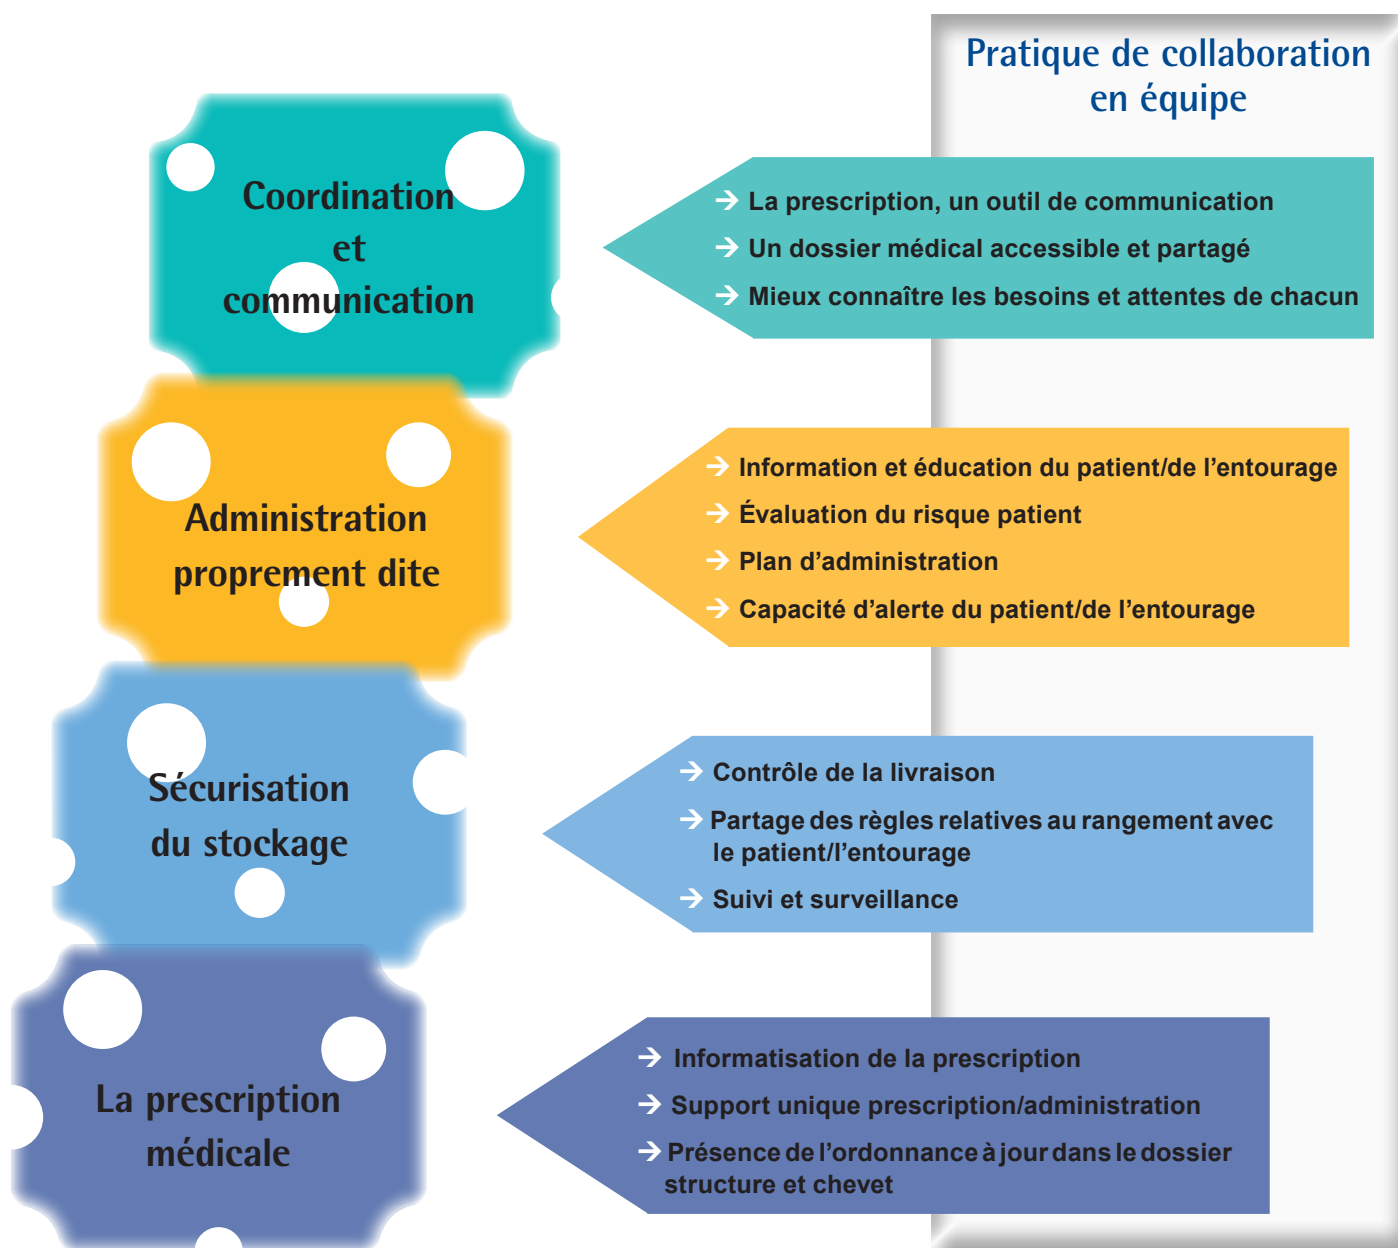 Pratique de collaboration
en équipe
Coordination
et
communication
→ La prescription, un outil de communication
→ Un dossier médical accessible et partagé
→ Mieux connaître les besoins et attentes de chacun
Administration
proprement dite
→ Information et éducation du patient/de l’entourage
→ Évaluation du risque patient
→ Plan d’administration
→ Capacité d’alerte du patient/de l’entourage
Sécurisation
du stockage
→ Contrôle de la livraison
→ Partage des règles relatives au rangement avec
le patient/l’entourage
→ Suivi et surveillance
La prescription
médicale
→ Informatisation de la prescription
→ Support unique prescription/administration
→ Présence de l’ordonnance à jour dans le dossier
structure et chevet